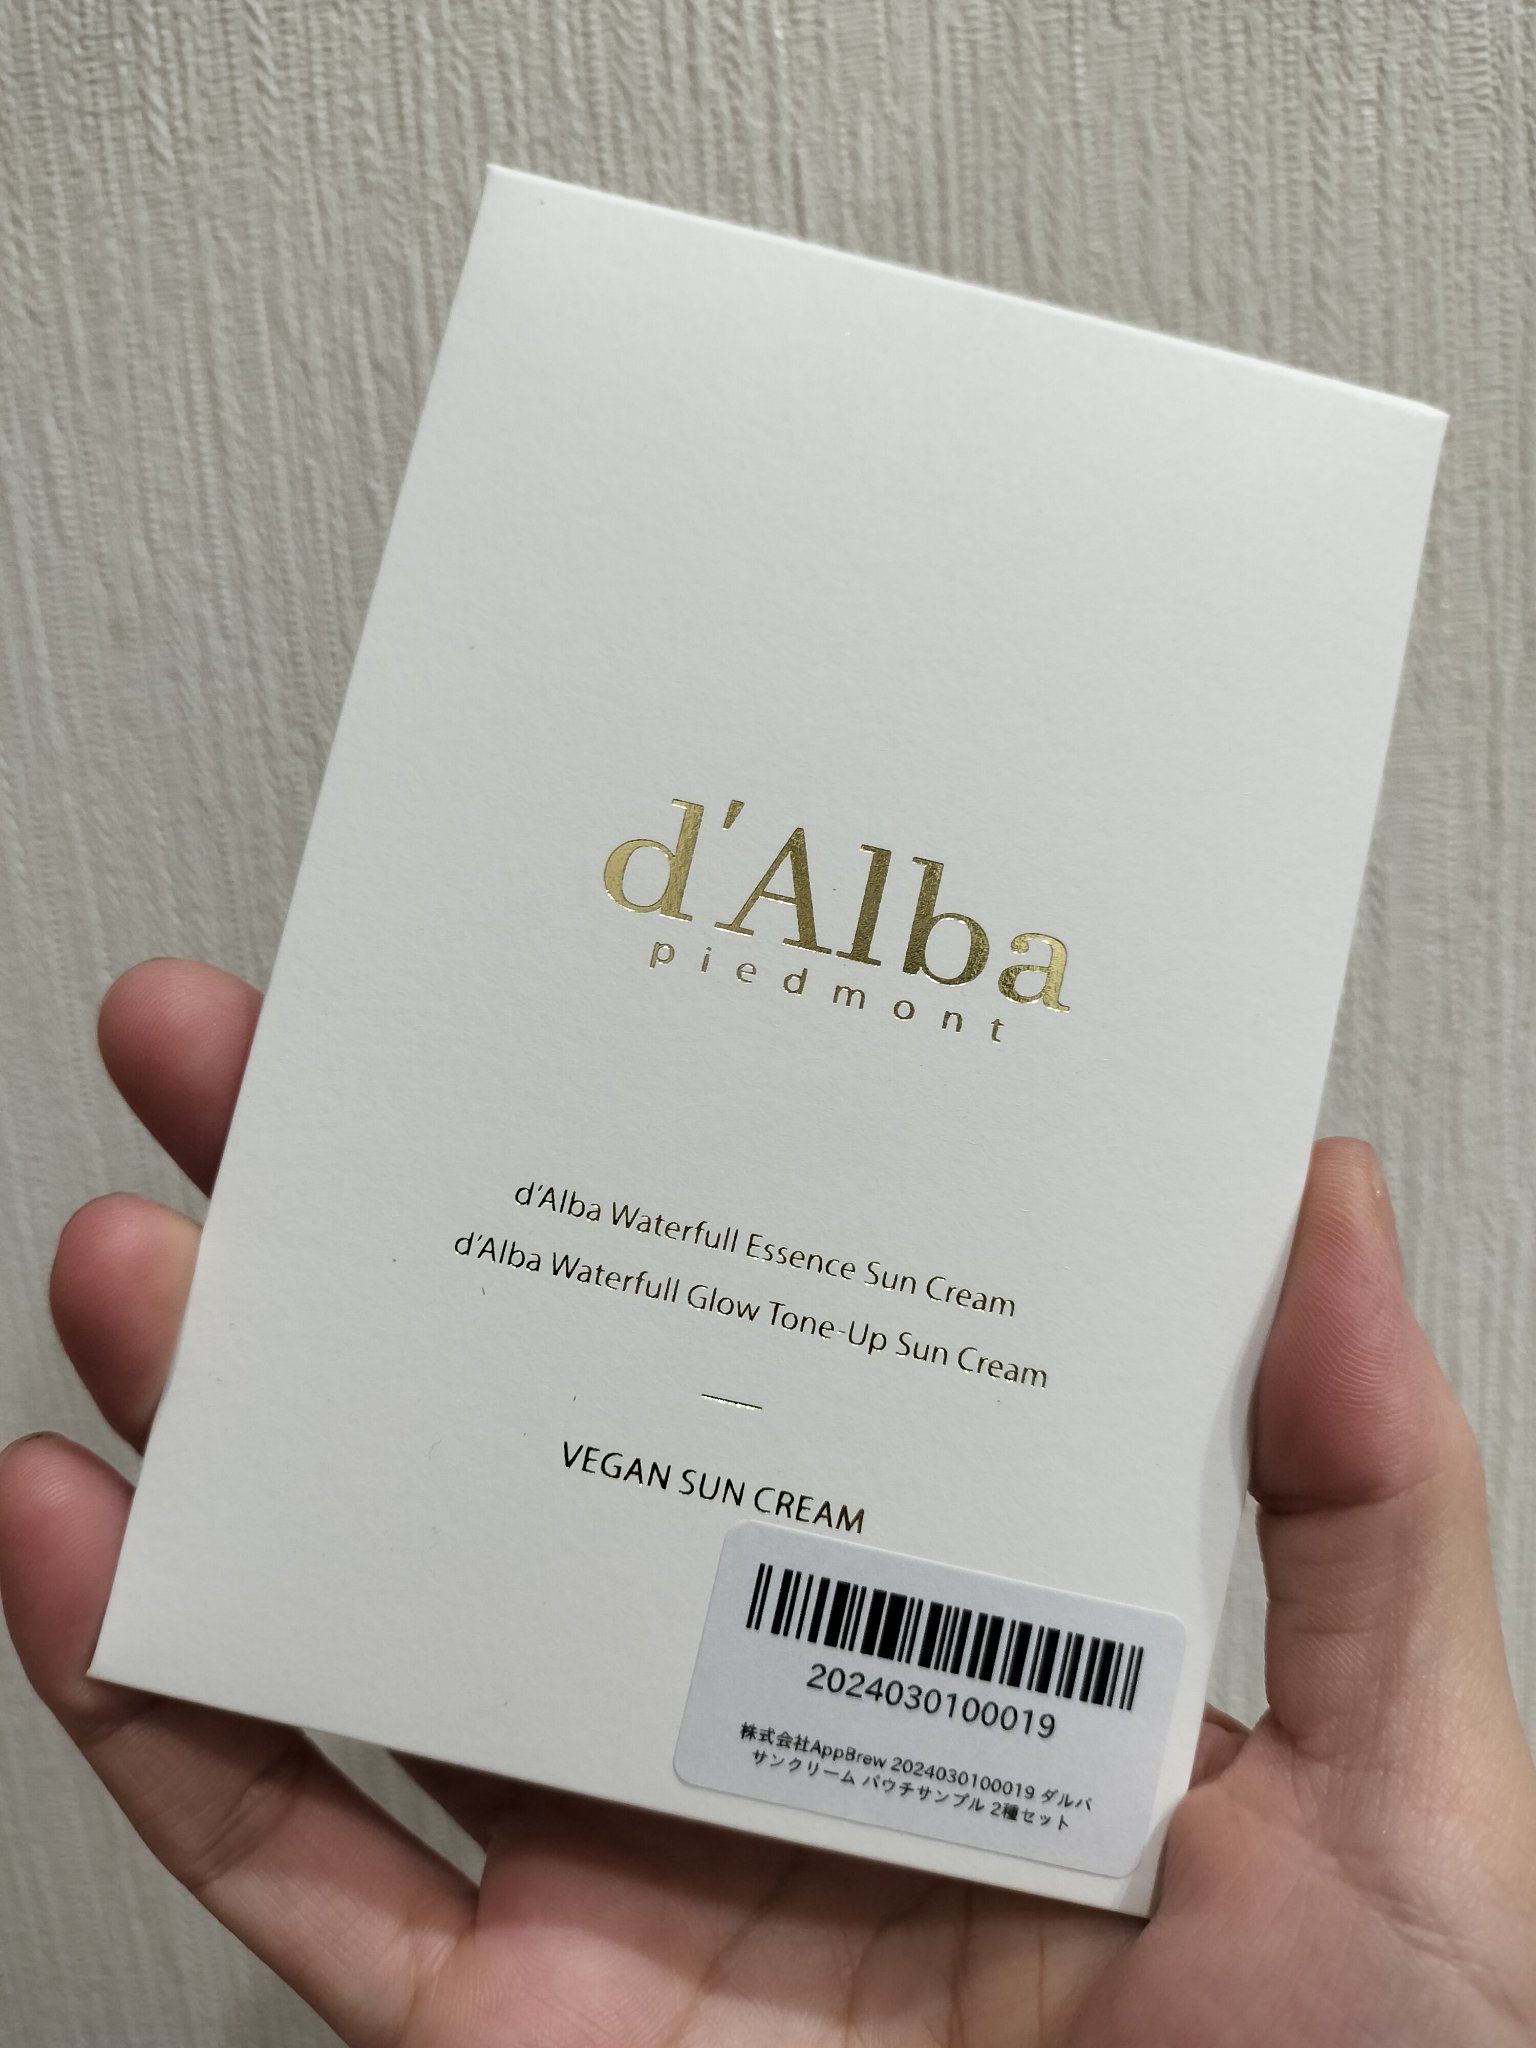 d'Alba
piedmont
d'Alba Waterfull Essence Sun Cream
d'Alba Waterfull Glow Tone-Up Sun Cream
VEGAN SUN CREAM
2024030100019
株式会社AppBrew 2024030100019 ダルバ
サンクリーム パウチサンプル 2種セット